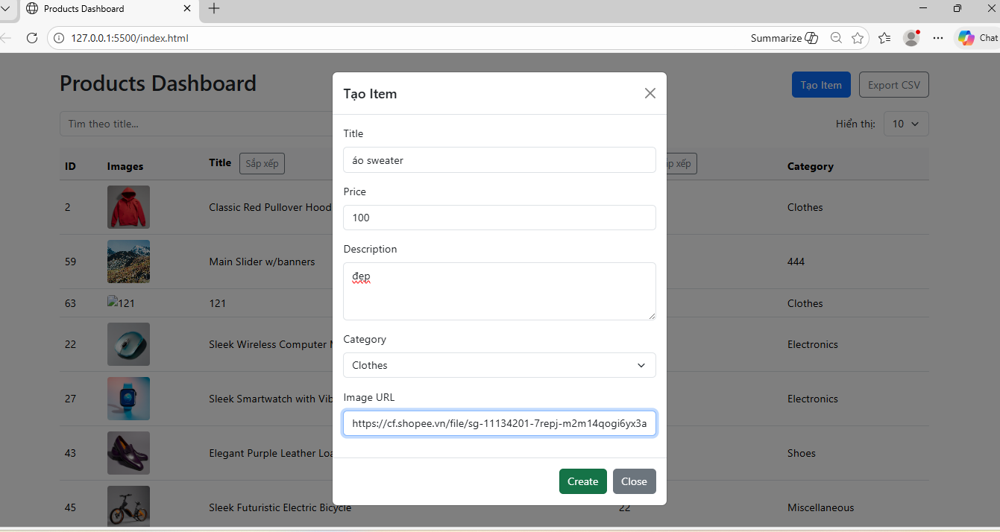 Products Dashboard
127.0.0.1:5500/index.html
Summarize
Chat
Products Dashboard
Tạo Item
Export CSV
Tìm theo title...
Hiển thị:
10
ID
Images
Title
Sắp xếp
xếp
Category
2
Classic Red Pullover Hood
Clothes
59
Main Slider w/banners
444
63
121
121
Clothes
22
Sleek Wireless Computer
Electronics
27
Sleek Smartwatch with Vib
Electronics
43
Elegant Purple Leather Loa
Shoes
45
Sleek Futuristic Electric Bicycle
22
Miscellaneous
Tạo Item
Title
áo sweater
Price
100
Description
đep
Category
Clothes
Image URL
https://cf.shopee.vn/file/sg-11134201-7repj-m2m14qogi6yx3a
Create
Close